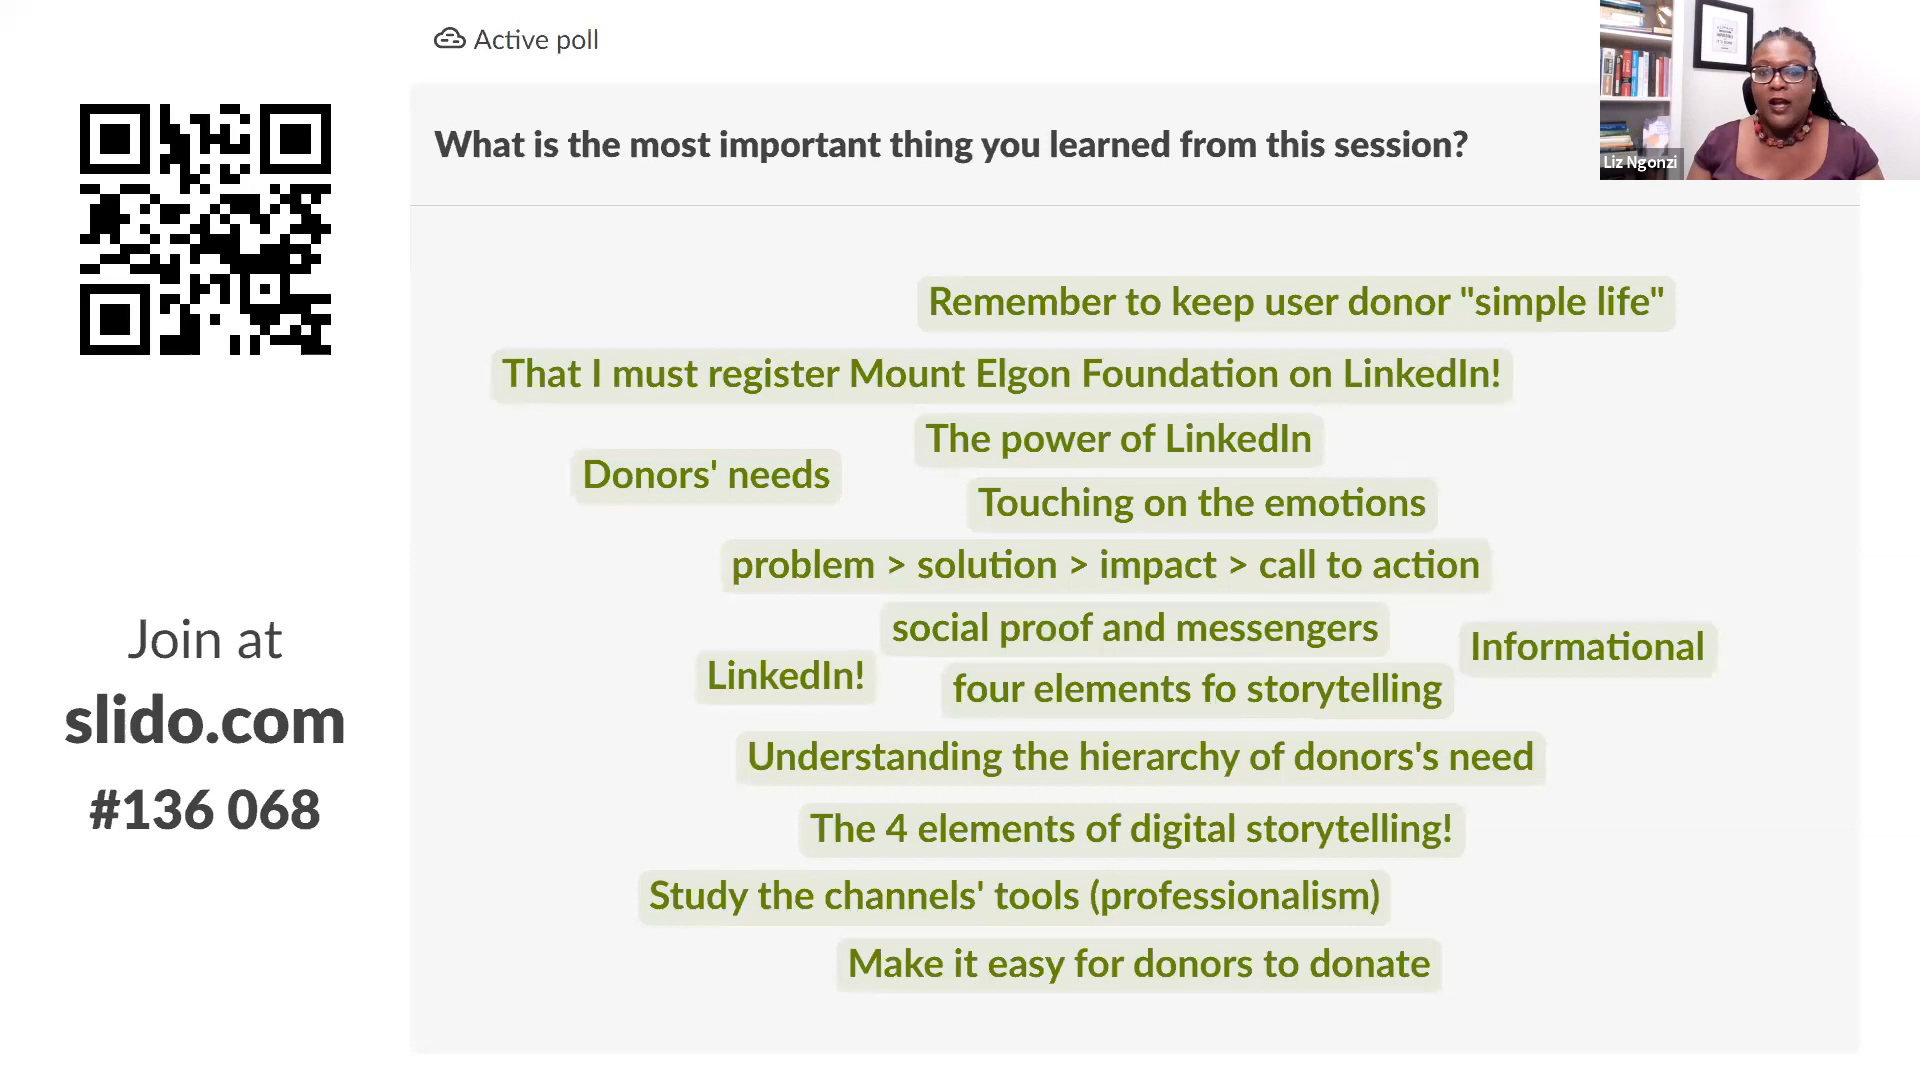 Active poll
What is the most important thing you learned from this session?
Liz Ngonzi
Remember to keep user donor "simple life"
That I must register Mount Elgon Foundation on LinkedIn!
The power of LinkedIn
Donors' needs
Touching on the emotions
problem > solution > impact > call to action
social proof and messengers
Informational
LinkedIn!
four elements fo storytelling
Understanding the hierarchy of donors's need
The 4 elements of digital storytelling!
Study the channels' tools (professionalism)
Make it easy for donors to donate
Join at
slido.com
#136 068